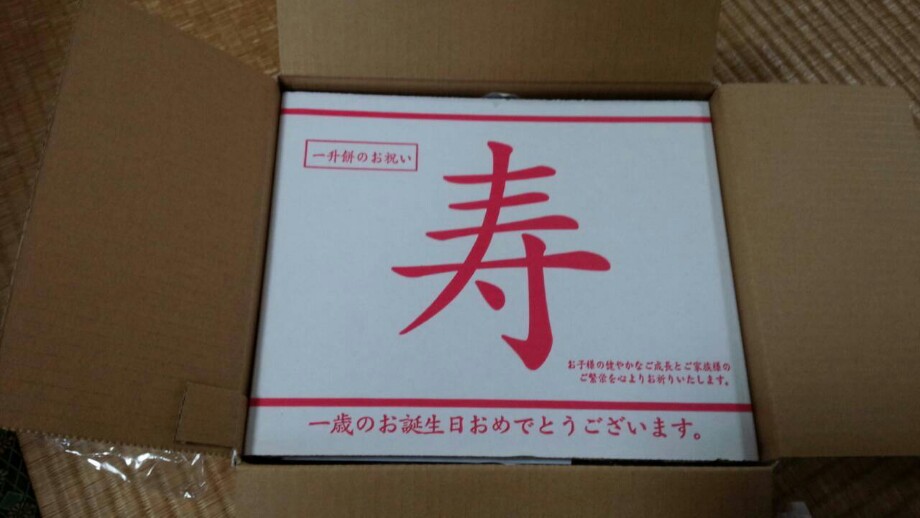 一升餅のお祝い
寿
お子様の健やかなご成長とご家族様の
ご繁栄を心よりお祈りいたします。
一歳のお誕生日おめでとうございます。